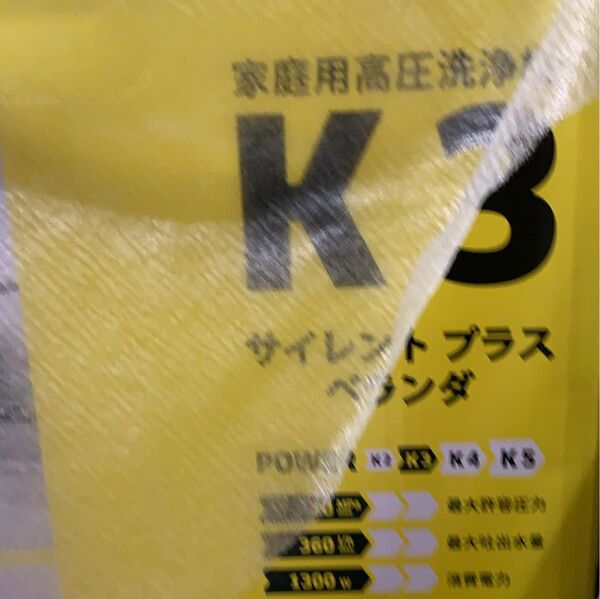 家庭用高圧洗浄機
K3
サイレント プラス
ベランダ
POWER K2 K3 K4 K5
最大許容圧力
360 最大吐出水量
1300 W 消費電力